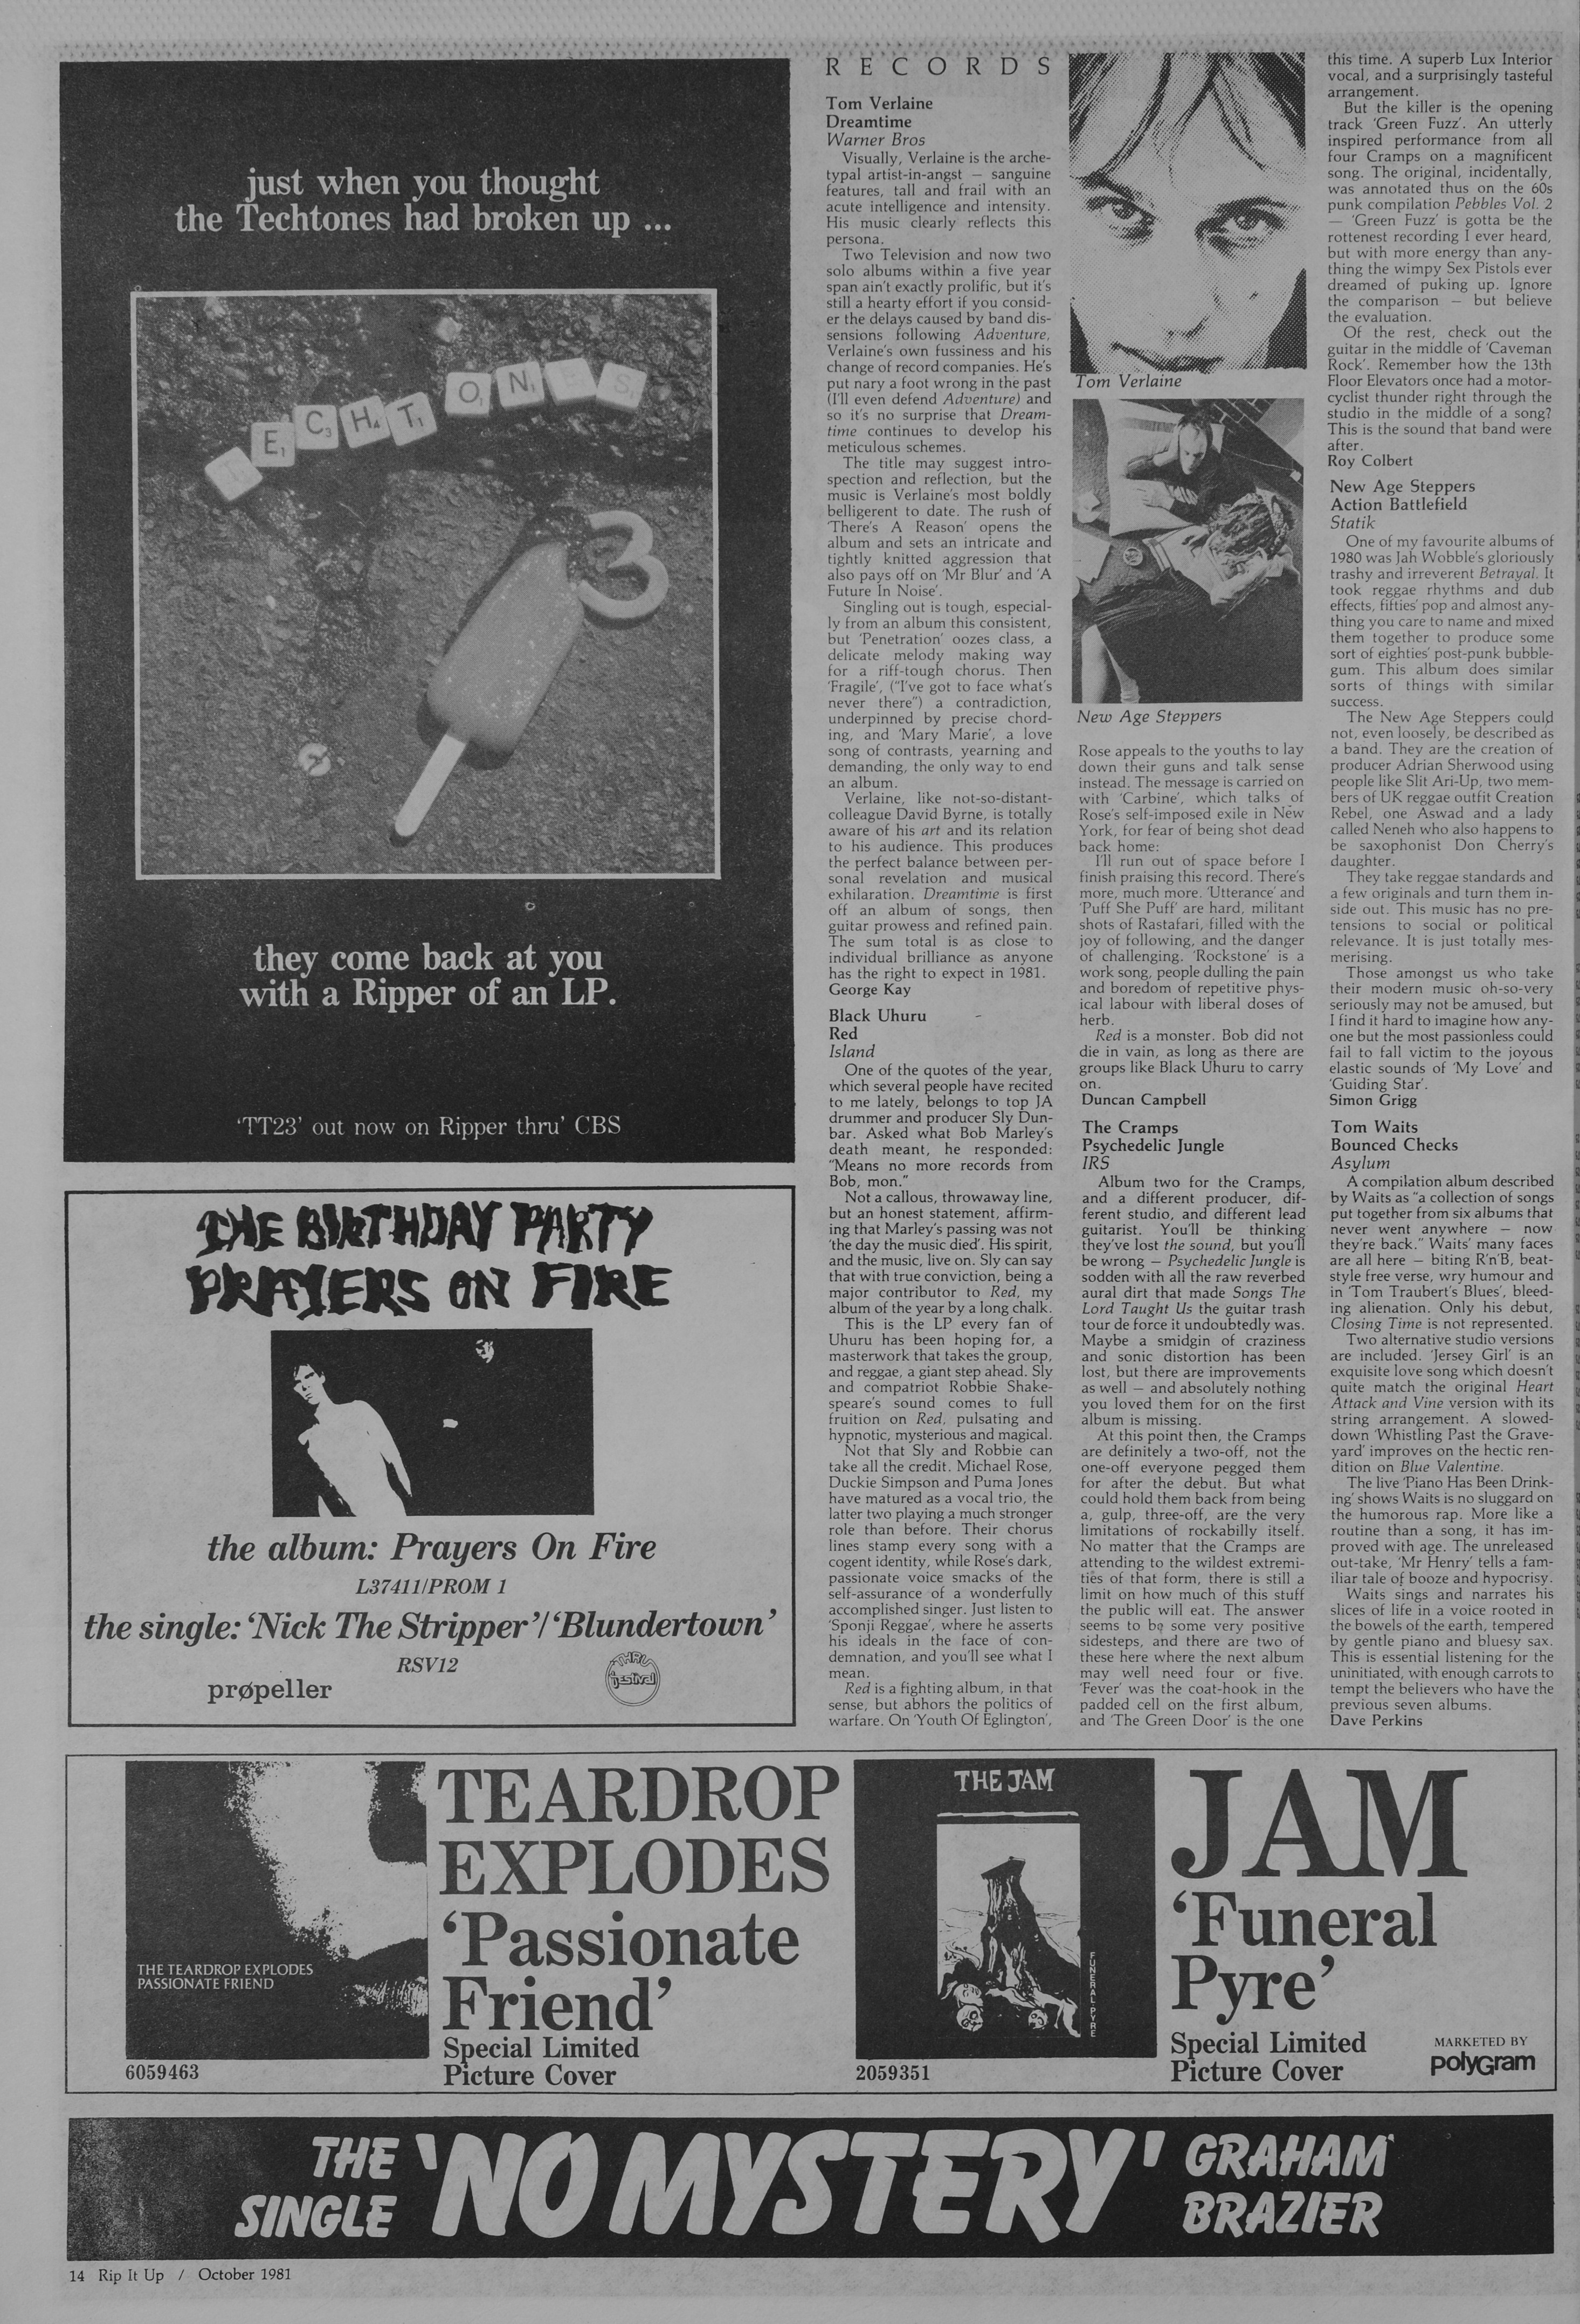 just when you thought
the Techtones had broken up ...
T E C H T O N E S
3
they come back at you
with a Ripper of an LP.
'TT23' out now on Ripper thru' CBS
THE BIRTHDAY PARTY
PRAYERS ON FIRE
the album: Prayers On Fire
L37411/PROM 1
the single: 'Nick The Stripper'/'Blundertown'
RSV12
prøpeller
THRU
festival
RECORDS
Tom Verlaine
Dreamtime
Warner Bros
Visually, Verlaine is the arche-
typal artist-in-angst — sanguine
features, tall and frail with an
acute intelligence and intensity.
His music clearly reflects this
persona.
Two Television and now two
solo albums within a five year
span ain't exactly prolific, but it's
still a hearty effort if you consid-
er the delays caused by band dis-
sensions following Adventure,
Verlaine's own fussiness and his
change of record companies. He's
put nary a foot wrong in the past
(I'll even defend Adventure) and
so it's no surprise that Dream-
time continues to develop his
meticulous schemes.
The title may suggest intro-
spection and reflection, but the
music is Verlaine's most boldly
belligerent to date. The rush of
'There's A Reason' opens the
album and sets an intricate and
tightly knitted aggression that
also pays off on 'Mr Blur' and 'A
Future In Noise'.
Singling out is tough, especial-
ly from an album this consistent,
but 'Penetration' oozes class, a
delicate melody making way
for a riff-tough chorus. Then
'Fragile', ("I've got to face what's
never there") a contradiction,
underpinned by precise chord-
ing, and 'Mary Marie', a love
song of contrasts, yearning and
demanding, the only way to end
an album.
Verlaine, like not-so-distant-
colleague David Byrne, is totally
aware of his art and its relation
to his audience. This produces
the perfect balance between per-
sonal revelation and musical
exhilaration. Dreamtime is first
off an album of songs, then
guitar prowess and refined pain.
The sum total is as close to
individual brilliance as anyone
has the right to expect in 1981.
George Kay
Black Uhuru
Red
Island
One of the quotes of the year,
which several people have recited
to me lately, belongs to top JA
drummer and producer Sly Dun-
bar. Asked what Bob Marley's
death meant, he responded:
"Means no more records from
Bob, mon."
Not a callous, throwaway line,
but an honest statement, affirm-
ing that Marley's passing was not
'the day the music died'. His spirit,
and the music, live on. Sly can say
that with true conviction, being a
major contributor to Red, my
album of the year by a long chalk.
This is the LP every fan of
Uhuru has been hoping for, a
masterwork that takes the group,
and reggae, a giant step ahead. Sly
and compatriot Robbie Shake-
speare's sound comes to full
fruition on Red, pulsating and
hypnotic, mysterious and magical.
Not that Sly and Robbie can
take all the credit. Michael Rose,
Duckie Simpson and Puma Jones
have matured as a vocal trio, the
latter two playing a much stronger
role than before. Their chorus
lines stamp every song with a
cogent identity, while Rose's dark,
passionate voice smacks of the
self-assurance of a wonderfully
accomplished singer. Just listen to
'Sponji Reggae', where he asserts
his ideals in the face of con-
demnation, and you'll see what I
mean.
Red is a fighting album, in that
sense, but abhors the politics of
warfare. On 'Youth Of Eglington',
Tom Verlaine
New Age Steppers
Rose appeals to the youths to lay
down their guns and talk sense
instead. The message is carried on
with 'Carbine', which talks of
Rose's self-imposed exile in New
York, for fear of being shot dead
back home:
I'll run out of space before I
finish praising this record. There's
more, much more. 'Utterance' and
'Puff She Puff' are hard, militant
shots of Rastafari, filled with the
joy of following, and the danger
of challenging. 'Rockstone' is a
work song, people dulling the pain
and boredom of repetitive phys-
ical labour with liberal doses of
herb.
Red is a monster. Bob did not
die in vain, as long as there are
groups like Black Uhuru to carry
on.
Duncan Campbell
The Cramps
Psychedelic Jungle
IRS
Album two for the Cramps,
and a different producer, dif-
ferent studio, and different lead
guitarist. You'll be thinking
they've lost the sound, but you'll
be wrong — Psychedelic Jungle is
sodden with all the raw reverbed
aural dirt that made Songs The
Lord Taught Us the guitar trash
tour de force it undoubtedly was.
Maybe a smidgin of craziness
and sonic distortion has been
lost, but there are improvements
as well — and absolutely nothing
you loved them for on the first
album is missing.
At this point then, the Cramps
are definitely a two-off, not the
one-off everyone pegged them
for after the debut. But what
could hold them back from being
a, gulp, three-off, are the very
limitations of rockabilly itself.
No matter that the Cramps are
attending to the wildest extremi-
ties of that form, there is still a
limit on how much of this stuff
the public will eat. The answer
seems to be some very positive
sidesteps, and there are two of
these here where the next album
may well need four or five.
'Fever' was the coat-hook in the
padded cell on the first album,
and 'The Green Door' is the one
this time. A superb Lux Interior
vocal, and a surprisingly tasteful
arrangement.
But the killer is the opening
track 'Green Fuzz'. An utterly
inspired performance from all
four Cramps on a magnificent
song. The original, incidentally,
was annotated thus on the 60s
punk compilation Pebbles Vol. 2
— 'Green Fuzz' is gotta be the
rottenest recording I ever heard,
but with more energy than any-
thing the wimpy Sex Pistols ever
dreamed of puking up. Ignore
the comparison — but believe
the evaluation.
Of the rest, check out the
guitar in the middle of 'Caveman
Rock'. Remember how the 13th
Floor Elevators once had a motor-
cyclist thunder right through the
studio in the middle of a song?
This is the sound that band were
after.
Roy Colbert
New Age Steppers
Action Battlefield
Statik
One of my favourite albums of
1980 was Jah Wobble's gloriously
trashy and irreverent Betrayal. It
took reggae rhythms and dub
effects, fifties' pop and almost any-
thing you care to name and mixed
them together to produce some
sort of eighties' post-punk bubble-
gum. This album does similar
sorts of things with similar
success.
The New Age Steppers could
not, even loosely, be described as
a band. They are the creation of
producer Adrian Sherwood using
people like Slit Ari-Up, two mem-
bers of UK reggae outfit Creation
Rebel, one Aswad and a lady
called Neneh who also happens to
be saxophonist Don Cherry's
daughter.
They take reggae standards and
a few originals and turn them in-
side out. This music has no pre-
tensions to social or political
relevance. It is just totally mes-
merising.
Those amongst us who take
their modern music oh-so-very
seriously may not be amused, but
I find it hard to imagine how any-
one but the most passionless could
fail to fall victim to the joyous
elastic sounds of 'My Love' and
'Guiding Star'.
Simon Grigg
Tom Waits
Bounced Checks
Asylum
A compilation album described
by Waits as "a collection of songs
put together from six albums that
never went anywhere — now
they're back." Waits' many faces
are all here — biting R'n'B, beat-
style free verse, wry humour and
in 'Tom Traubert's Blues', bleed-
ing alienation. Only his debut,
Closing Time is not represented.
Two alternative studio versions
are included. 'Jersey Girl' is an
exquisite love song which doesn't
quite match the original Heart
Attack and Vine version with its
string arrangement. A slowed-
down 'Whistling Past the Grave-
yard' improves on the hectic ren-
dition on Blue Valentine.
The live 'Piano Has Been Drink-
ing' shows Waits is no sluggard on
the humorous rap. More like a
routine than a song, it has im-
proved with age. The unreleased
out-take, 'Mr Henry' tells a fam-
iliar tale of booze and hypocrisy.
Waits sings and narrates his
slices of life in a voice rooted in
the bowels of the earth, tempered
by gentle piano and bluesy sax.
This is essential listening for the
uninitiated, with enough carrots to
tempt the believers who have the
previous seven albums.
Dave Perkins
THE TEARDROP EXPLODES
PASSIONATE FRIEND
6059463
TEARDROP
EXPLODES
'Passionate
Friend'
Special Limited
Picture Cover
THE JAM
FUNERAL PYRE
2059351
JAM
'Funeral
Pyre'
Special Limited
Picture Cover
MARKETED BY
polyGram
THE
SINGLE
'NO MYSTERY'
GRAHAM
BRAZIER
14 Rip It Up / October 1981